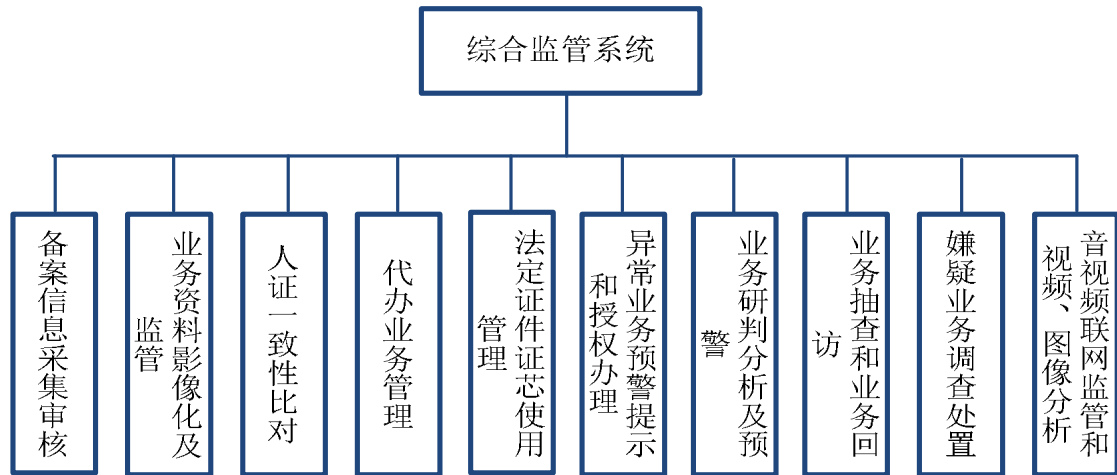 综合监管系统
备案信息采集审核
业务资料影像化及
监管
人证一致性比对
代办业务管理
法定证件证芯使用
管理
异常业务预警提示
和授权办理
业务研判分析及预
警
业务抽查和业务回
访
嫌疑业务调查处置
音视频联网监管和
视频、图像分析